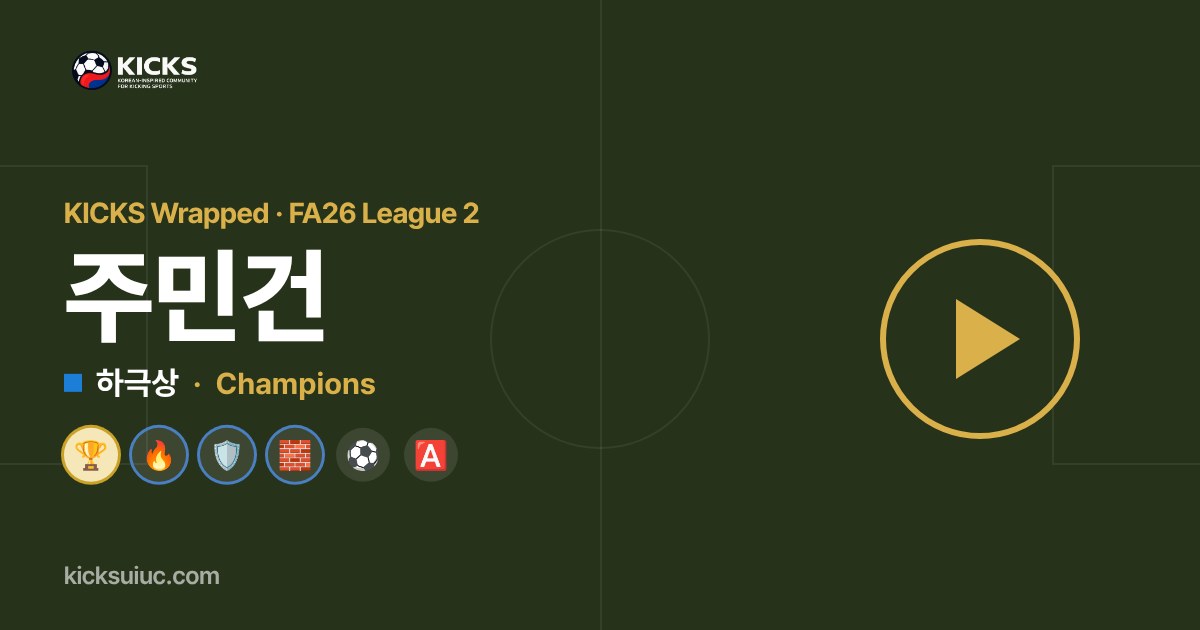 KICKS
KOREAN-INSPIRED COMMUNITY
FOR KICKING SPORTS
KICKS Wrapped · FA26 League 2
주민건
하극상 · Champions
A
kicksuiuc.com